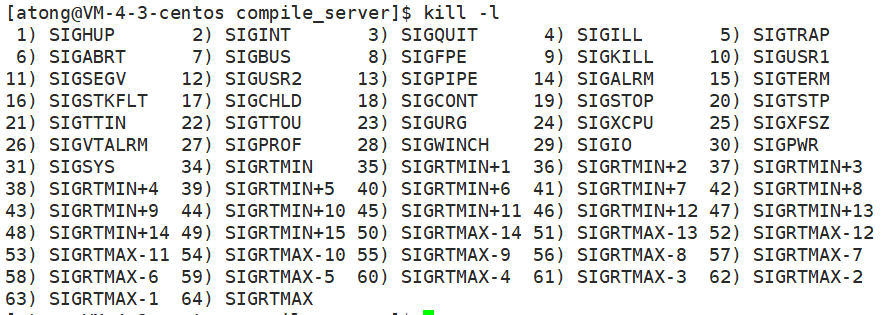 [atong@VM-4-3-centos compile_server]$ kill -l
 1) SIGHUP       2) SIGINT       3) SIGQUIT      4) SIGILL       5) SIGTRAP
 6) SIGABRT      7) SIGBUS       8) SIGFPE       9) SIGKILL     10) SIGUSR1
11) SIGSEGV     12) SIGUSR2     13) SIGPIPE     14) SIGALRM     15) SIGTERM
16) SIGSTKFLT   17) SIGCHLD     18) SIGCONT     19) SIGSTOP     20) SIGTSTP
21) SIGTTIN     22) SIGTTOU     23) SIGURG      24) SIGXCPU     25) SIGXFSZ
26) SIGVTALRM   27) SIGPROF     28) SIGWINCH    29) SIGIO       30) SIGPWR
31) SIGSYS      34) SIGRTMIN    35) SIGRTMIN+1  36) SIGRTMIN+2  37) SIGRTMIN+3
38) SIGRTMIN+4  39) SIGRTMIN+5  40) SIGRTMIN+6  41) SIGRTMIN+7  42) SIGRTMIN+8
43) SIGRTMIN+9  44) SIGRTMIN+10 45) SIGRTMIN+11 46) SIGRTMIN+12 47) SIGRTMIN+13
48) SIGRTMIN+14 49) SIGRTMIN+15 50) SIGRTMAX-14 51) SIGRTMAX-13 52) SIGRTMAX-12
53) SIGRTMAX-11 54) SIGRTMAX-10 55) SIGRTMAX-9  56) SIGRTMAX-8  57) SIGRTMAX-7
58) SIGRTMAX-6  59) SIGRTMAX-5  60) SIGRTMAX-4  61) SIGRTMAX-3  62) SIGRTMAX-2
63) SIGRTMAX-1  64) SIGRTMAX